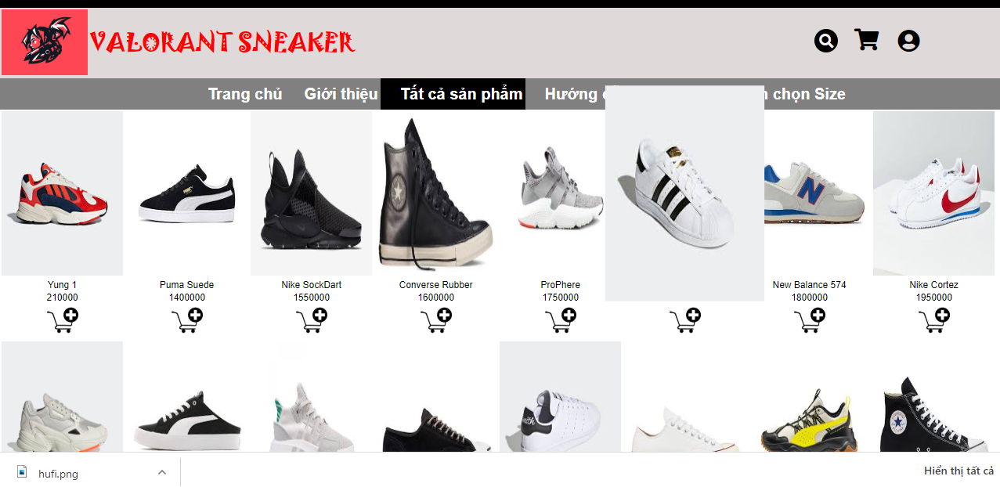 VALORANT SNEAKER
Trang chủ Giới thiệu Tất cả sản phẩm Hướng chọn Size
Yung 1 Puma Suede Nike SockDart Converse Rubber ProPhere New Balance 574 Nike Cortez
210000 1400000 1550000 1600000 1750000 1800000 1950000
hufi.png Hiển thị tất cả